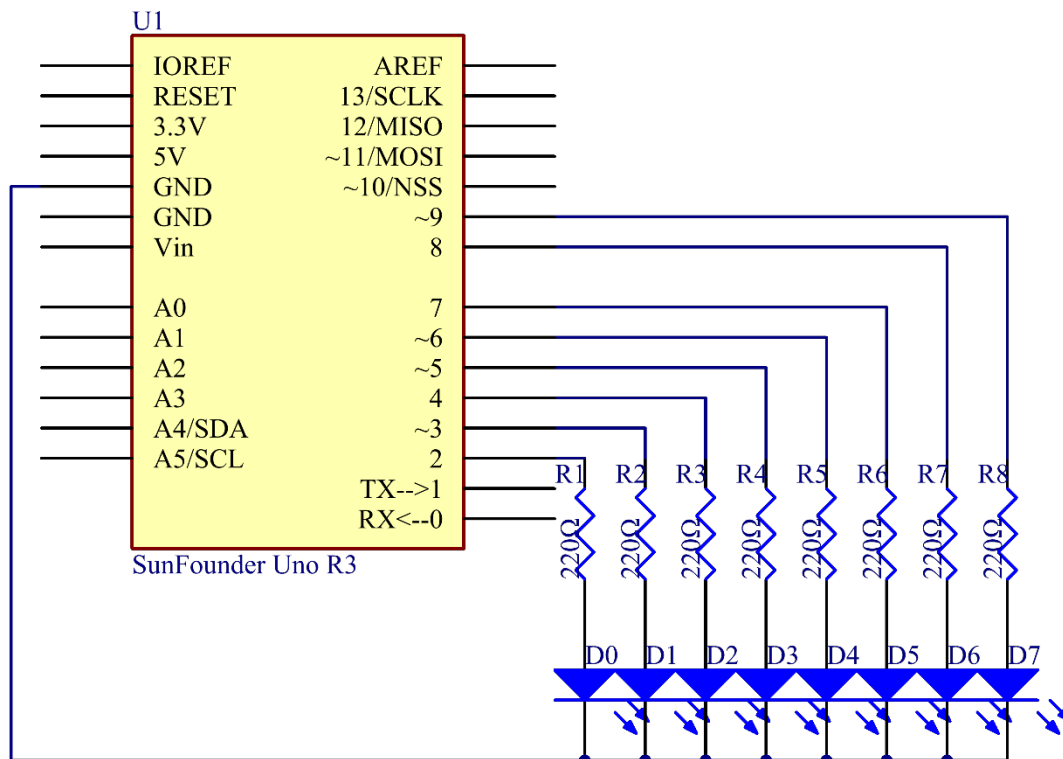 U1
IOREF AREF
RESET 13/SCLK
3.3V 12/MISO
5V ~11/MOSI
GND ~10/NSS
GND ~9
Vin 8
A0 7
A1 ~6
A2 ~5
A3 4
A4/SDA ~3
A5/SCL 2
TX-->1
RX<--0
SunFounder Uno R3
R1 R2 R3 R4 R5 R6 R7 R8
220Ω 220Ω 220Ω 220Ω 220Ω 220Ω 220Ω 220Ω
D0 D1 D2 D3 D4 D5 D6 D7